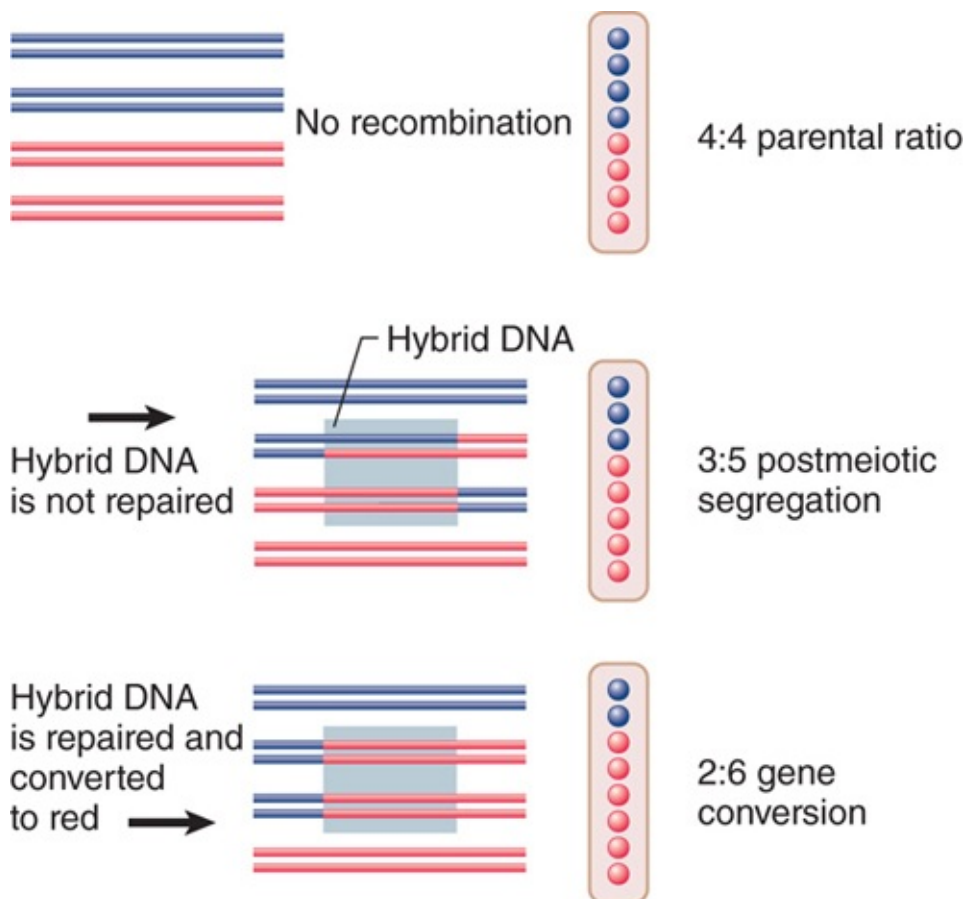 No recombination
4:4 parental ratio
Hybrid DNA
Hybrid DNA
is not repaired
3:5 postmeiotic
segregation
Hybrid DNA
is repaired and
converted
to red
2:6 gene
conversion